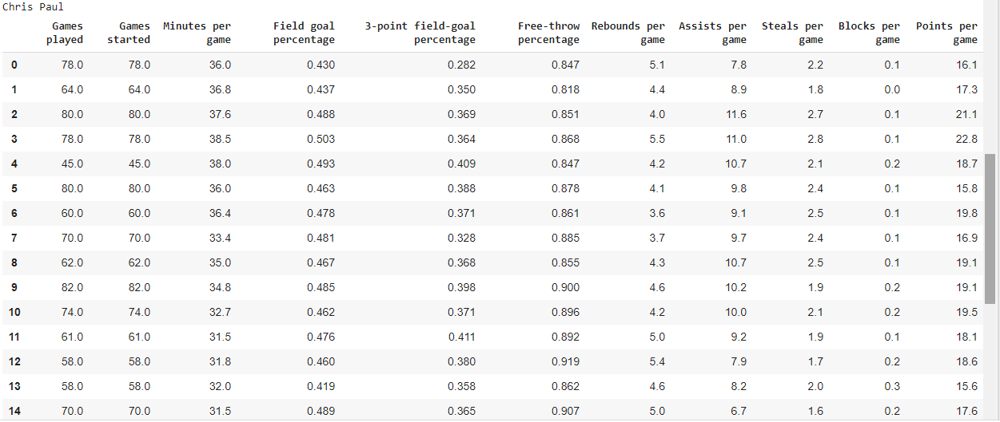 Chris Paul
Games played Games started Minutes per game Field goal percentage 3-point field-goal percentage Free-throw percentage Rebounds per game Assists per game Steals per game Blocks per game Points per game
0 78.0 78.0 36.0 0.430 0.282 0.847 5.1 7.8 2.2 0.1 16.1
1 64.0 64.0 36.8 0.437 0.350 0.818 4.4 8.9 1.8 0.0 17.3
2 80.0 80.0 37.6 0.488 0.369 0.851 4.0 11.6 2.7 0.1 21.1
3 78.0 78.0 38.5 0.503 0.364 0.868 5.5 11.0 2.8 0.1 22.8
4 45.0 45.0 38.0 0.493 0.409 0.847 4.2 10.7 2.1 0.2 18.7
5 80.0 80.0 36.0 0.463 0.388 0.878 4.1 9.8 2.4 0.1 15.8
6 60.0 60.0 36.4 0.478 0.371 0.861 3.6 9.1 2.5 0.1 19.8
7 70.0 70.0 33.4 0.481 0.328 0.885 3.7 9.7 2.4 0.1 16.9
8 62.0 62.0 35.0 0.467 0.368 0.855 4.3 10.7 2.5 0.1 19.1
9 82.0 82.0 34.8 0.485 0.398 0.900 4.6 10.2 1.9 0.2 19.1
10 74.0 74.0 32.7 0.462 0.371 0.896 4.2 10.0 2.1 0.2 19.5
11 61.0 61.0 31.5 0.476 0.411 0.892 5.0 9.2 1.9 0.1 18.1
12 58.0 58.0 31.8 0.460 0.380 0.919 5.4 7.9 1.7 0.2 18.6
13 58.0 58.0 32.0 0.419 0.358 0.862 4.6 8.2 2.0 0.3 15.6
14 70.0 70.0 31.5 0.489 0.365 0.907 5.0 6.7 1.6 0.2 17.6